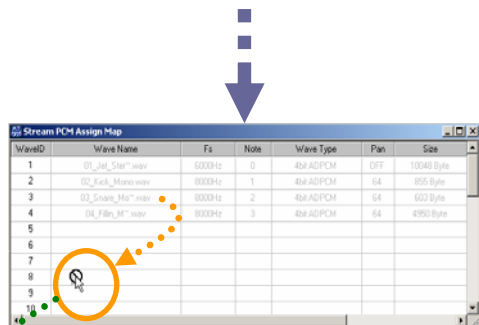 Stream PCM Assign Map
WaveID Wave Name Fs Note Wave Type Pan Size
1 01_Jet_Ster~.wav 6000Hz 0 4bit ADPCM OFF 10048 Byte
2 02_Kick_Mono.wav 8000Hz 1 4bit ADPCM 64 855 Byte
3 03_Snare_Mo~.wav 8000Hz 2 4bit ADPCM 64 603 Byte
4 04_Fillin_M~.wav 8000Hz 3 4bit ADPCM 64 4950 Byte
5
6
7
8
9
10